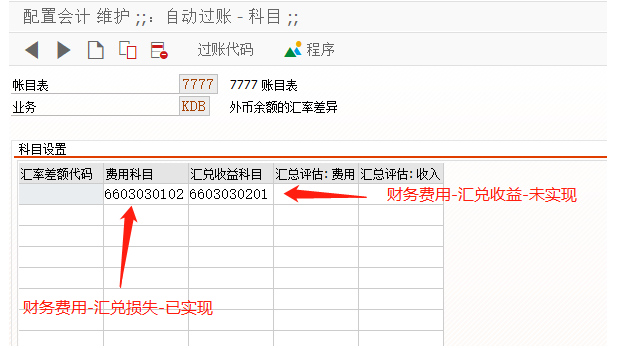 配置会计 维护 ;;：自动过账 - 科目 ;;
过账代码 程序
帐目表 7777 7777 账目表
业务 KDB 外币余额的汇率差异
科目设置
汇率差额代码 费用科目 汇兑收益科目 汇总评估: 费用 汇总评估: 收入
6603030102 6603030201
财务费用-汇兑收益-未实现
财务费用-汇兑损失-已实现